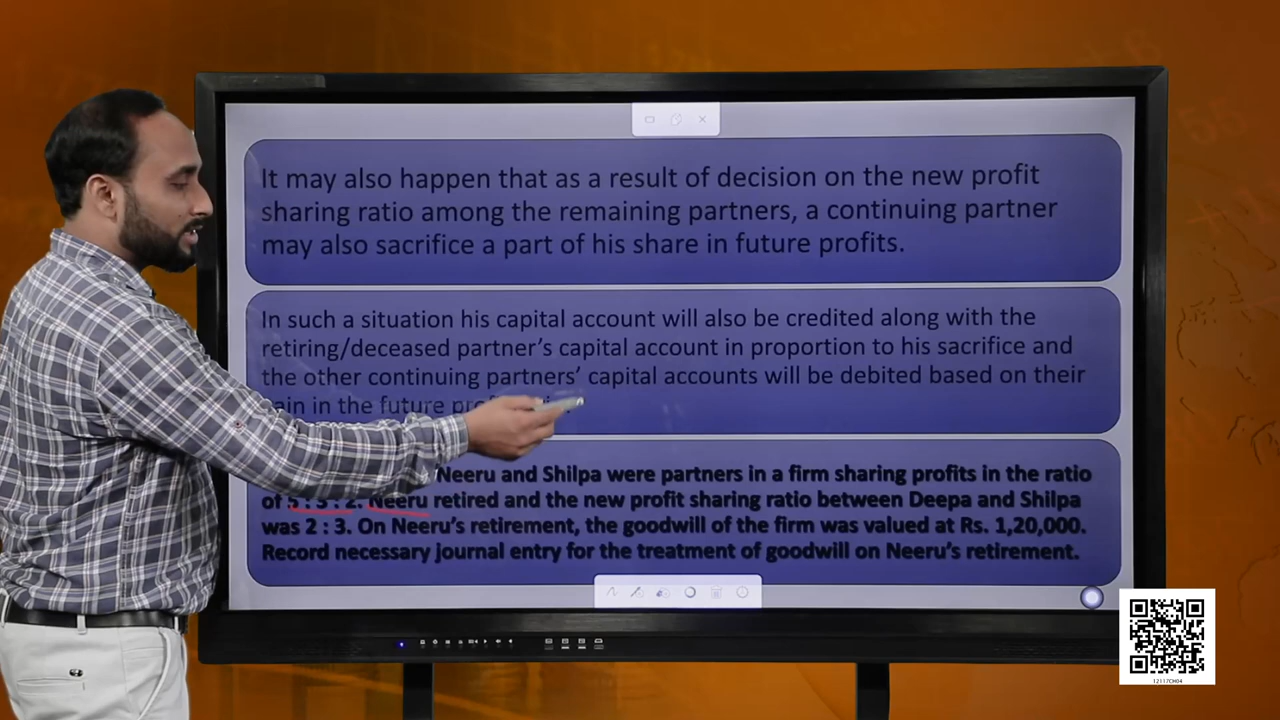 It may also happen that as a result of decision on the new profit
sharing ratio among the remaining partners, a continuing partner
may also sacrifice a part of his share in future profits.
In such a situation his capital account will also be credited along with the
retiring/deceased partner's capital account in proportion to his sacrifice and
the other continuing partners' capital accounts will be debited based on their
in the future
Neeru and Shilpa were partners in a firm sharing profits in the ratio
of 5 : 3 : 2. Neeru retired and the new profit sharing ratio between Deepa and Shilpa
was 2 : 3. On Neeru's retirement, the goodwill of the firm was valued at Rs. 1,20,000.
Record necessary journal entry for the treatment of goodwill on Neeru's retirement.
12117CH04